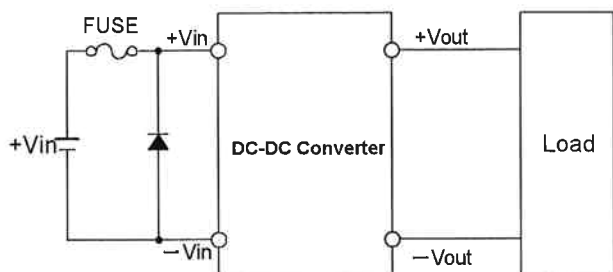 FUSE
+Vin
+Vout
+Vin
DC-DC Converter
Load
−Vin
−Vout